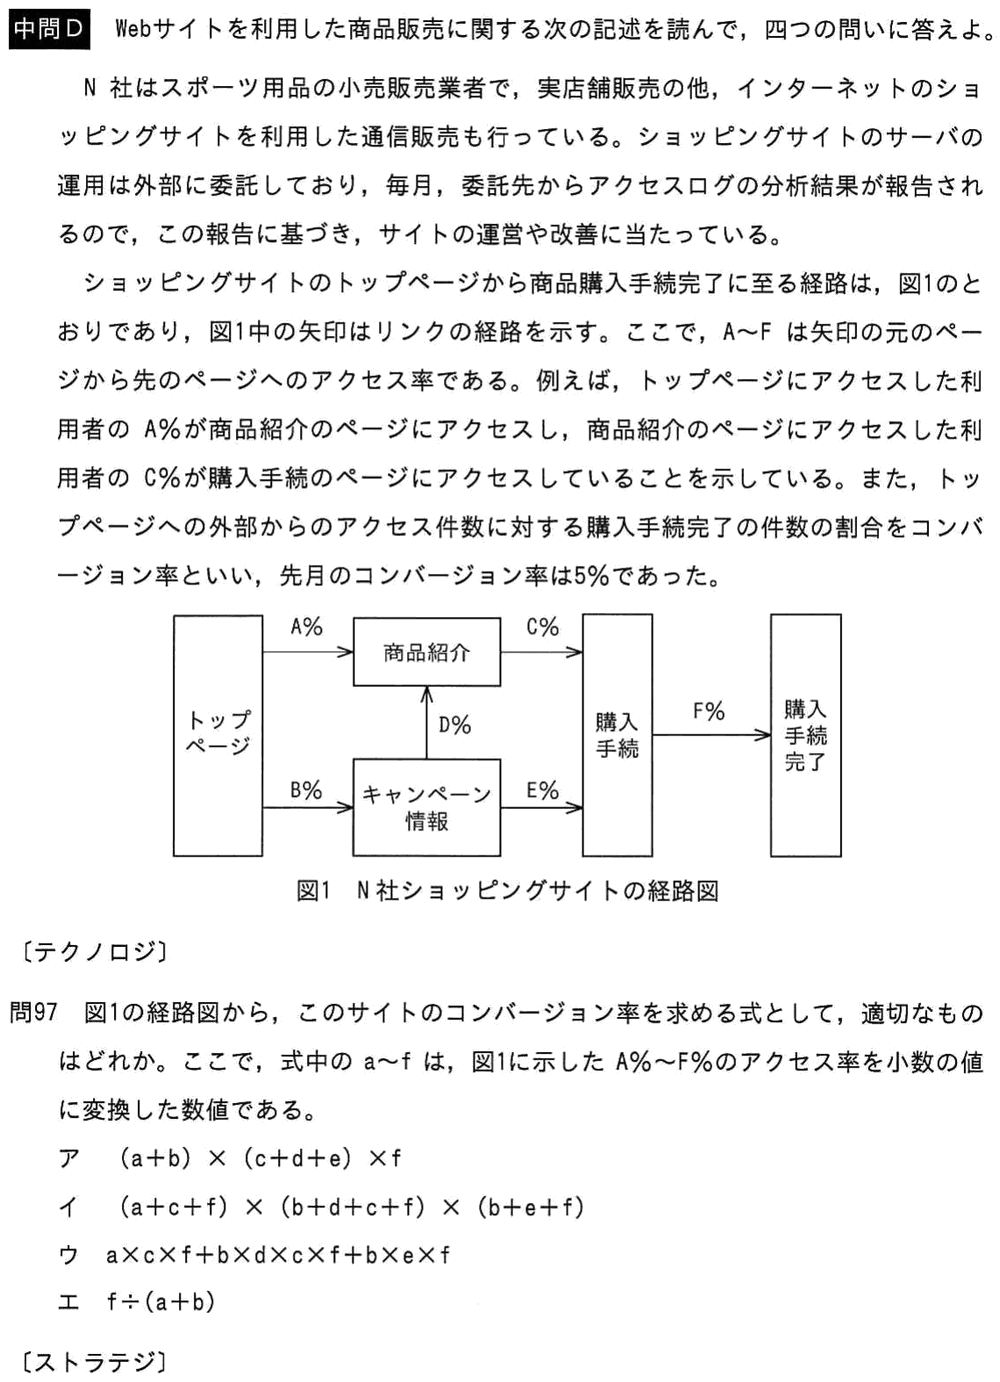 中問D Webサイトを利用した商品販売に関する次の記述を読んで，四つの問いに答えよ。
N 社はスポーツ用品の小売販売業者で，実店舗販売の他，インターネットのショ
ッピングサイトを利用した通信販売も行っている。ショッピングサイトのサーバの
運用は外部に委託しており，毎月，委託先からアクセスログの分析結果が報告され
るので，この報告に基づき，サイトの運営や改善に当たっている。
ショッピングサイトのトップページから商品購入手続完了に至る経路は，図1のと
おりであり，図1中の矢印はリンクの経路を示す。ここで，A～F は矢印の元のペー
ジから先のページへのアクセス率である。例えば，トップページにアクセスした利
用者の A%が商品紹介のページにアクセスし，商品紹介のページにアクセスした利
用者の C%が購入手続のページにアクセスしていることを示している。また，トッ
プページへの外部からのアクセス件数に対する購入手続完了の件数の割合をコンバ
ージョン率といい，先月のコンバージョン率は5%であった。
A%
C%
商品紹介
トップ
ページ
D%
購入
手続
F%
購入
手続
完了
B%
キャンペーン
情報
E%
図1 N社ショッピングサイトの経路図
〔テクノロジ〕
問97 図1の経路図から，このサイトのコンバージョン率を求める式として，適切なもの
はどれか。ここで，式中の a～f は，図1に示した A%～F%のアクセス率を小数の値
に変換した数値である。
ア (a＋b) × (c＋d＋e) ×f
イ (a＋c＋f) × (b＋d＋c＋f) × (b＋e＋f)
ウ a×c×f＋b×d×c×f＋b×e×f
エ f÷(a＋b)
〔ストラテジ〕